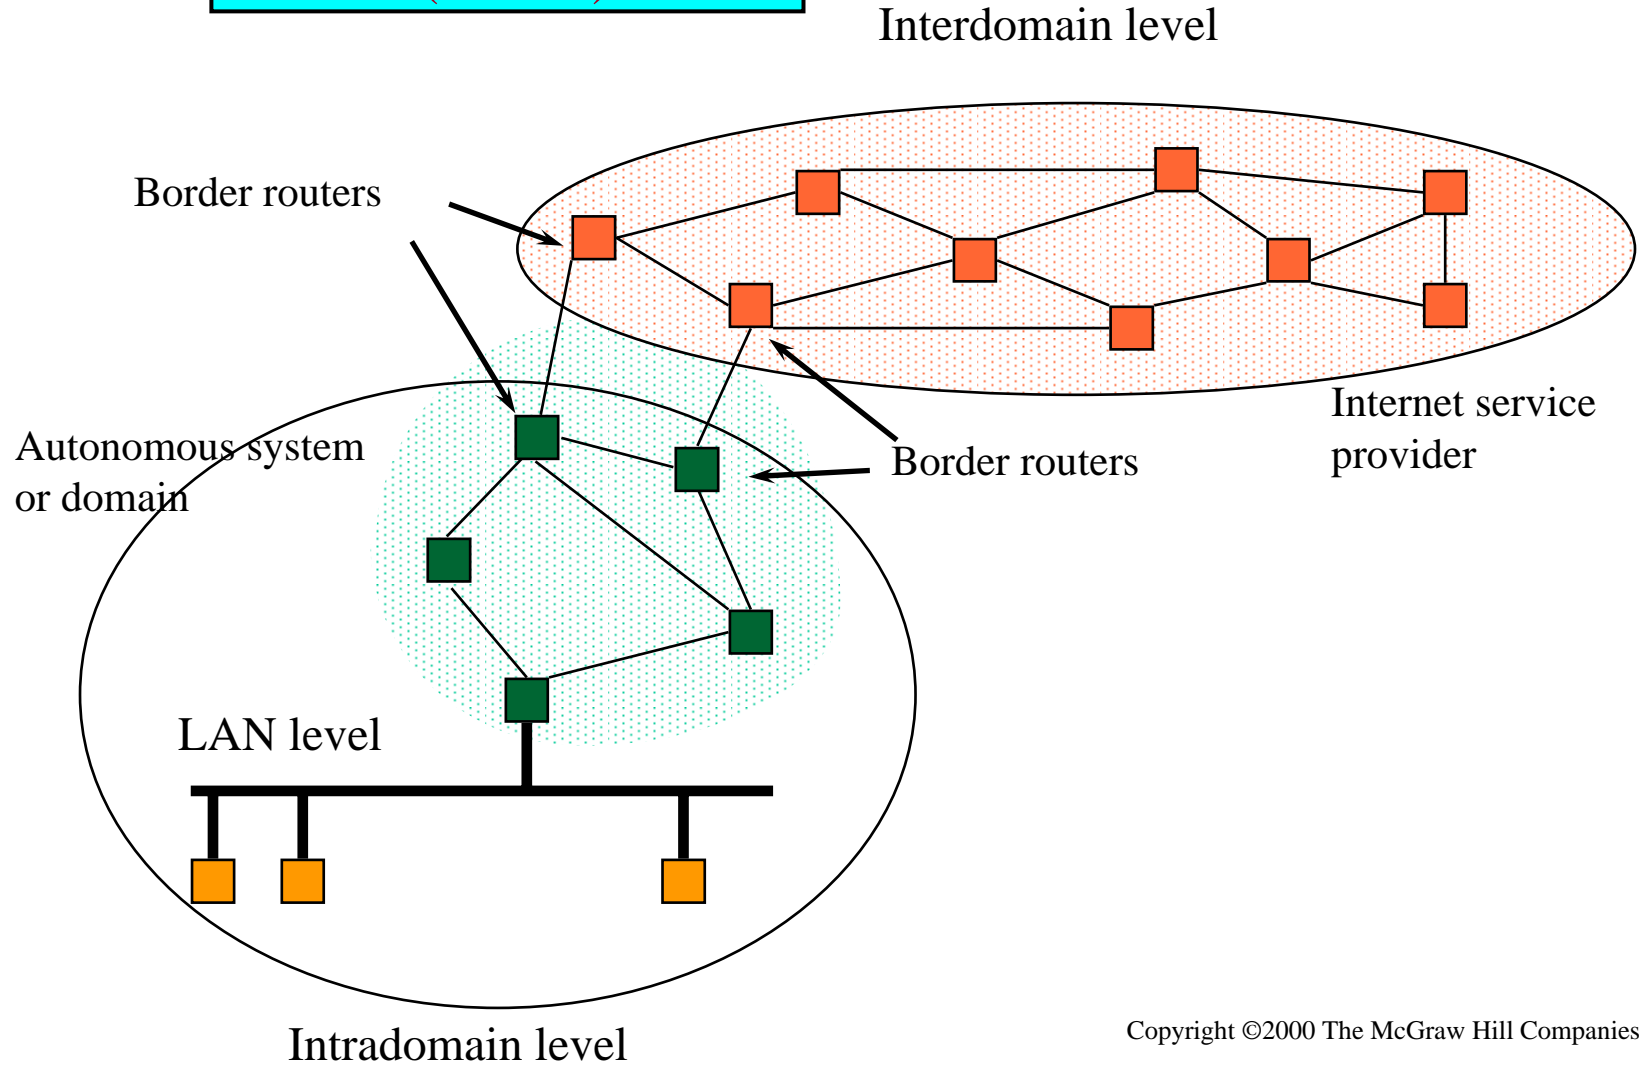 Interdomain level
Border routers
Internet service
provider
Autonomous system
or domain
Border routers
LAN level
Intradomain level
Copyright ©2000 The McGraw Hill Companies